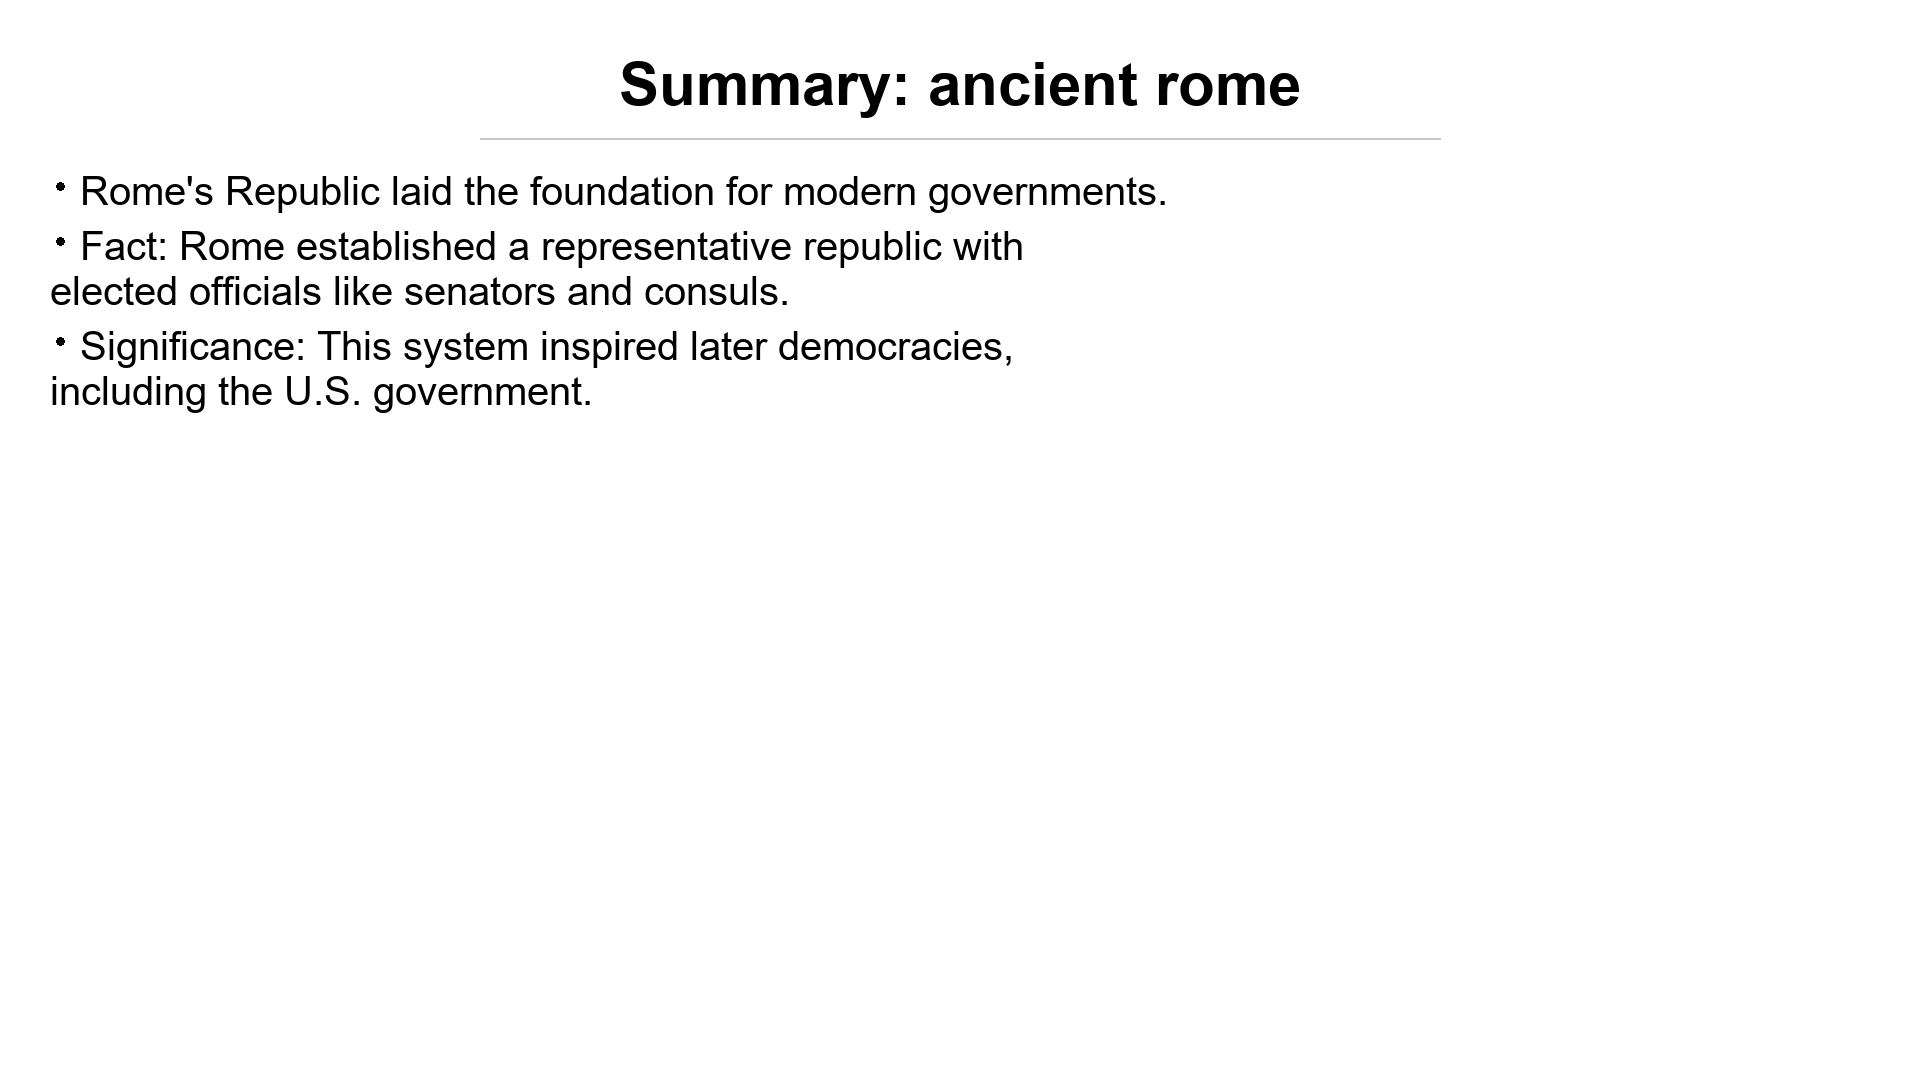 Summary: ancient rome
• Rome's Republic laid the foundation for modern governments.
• Fact: Rome established a representative republic with
elected officials like senators and consuls.
• Significance: This system inspired later democracies,
including the U.S. government.